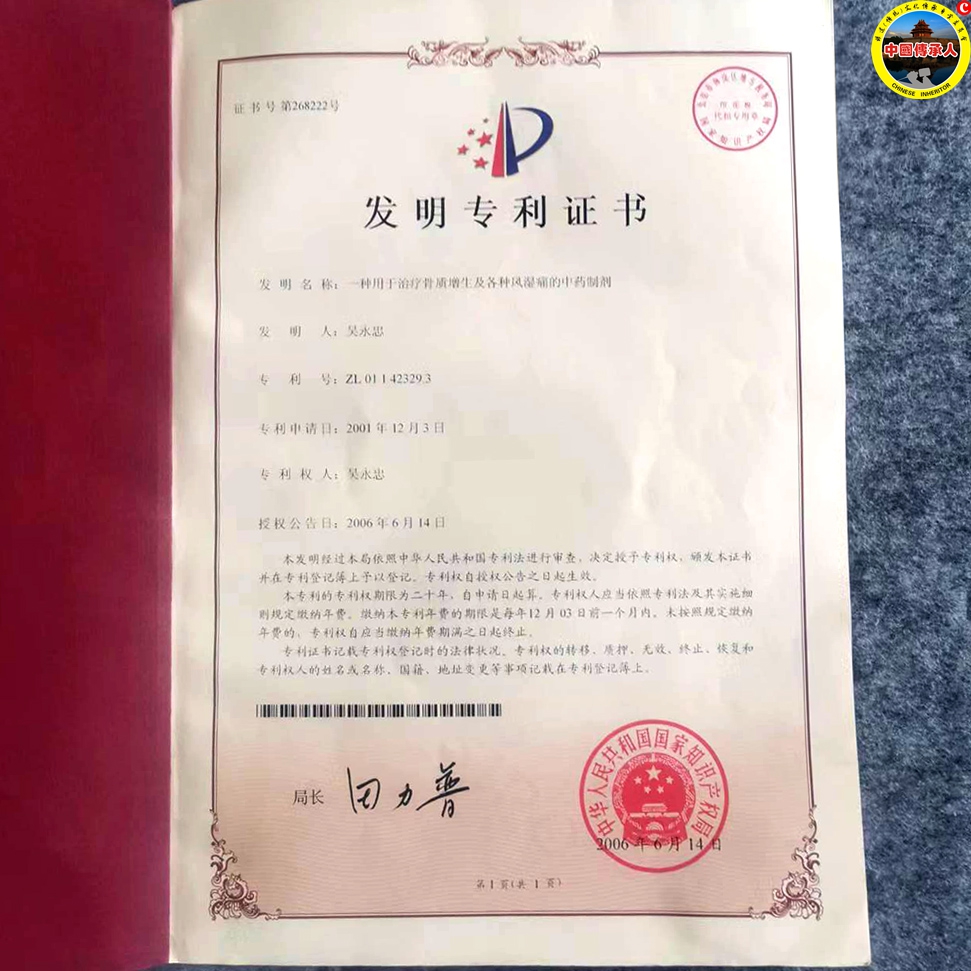 中國傳承人
CHINESE INHERITOR
证书号第268222号
印花税
代扣专用章
国家知识产权局
发明专利证书
发明名称：一种用于治疗骨质增生及各种风湿痛的中药制剂
发明人：吴永忠
专利号：ZL 01 1 42329.3
专利申请日：2001年12月3日
专利权人：吴永忠
授权公告日：2006年6月14日
本发明经过本局依照中华人民共和国专利法进行审查，决定授予专利权，颁发本证书
并在专利登记簿上予以登记。专利权自授权公告之日起生效。
本专利的专利权期限为二十年，自申请日起算。专利权人应当依照专利法及其实施细
则规定缴纳年费。缴纳本专利年费的期限是每年12月03日前一个月内。未按照规定缴纳
年费的，专利权自应当缴纳年费期满之日起终止。
专利证书记载专利权登记时的法律状况。专利权的转移、质押、无效、终止、恢复和
专利权人的姓名或名称、国籍、地址变更等事项记载在专利登记簿上。
局长 田力普
中华人民共和国国家知识产权局
2006年6月14日
第1页(共1页)